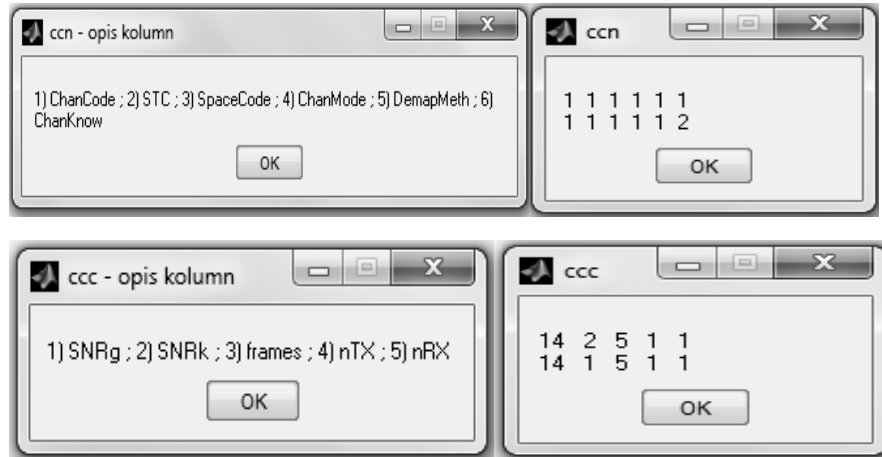 ccn - opis kolumn
1) ChanCode ; 2) STC ; 3) SpaceCode ; 4) ChanMode ; 5) DemapMeth ; 6)
ChanKnow
OK
ccn
1 1 1 1 1 1
1 1 1 1 1 2
OK
ccc - opis kolumn
1) SNRg ; 2) SNRk ; 3) frames ; 4) nTX ; 5) nRX
OK
ccc
14 2 5 1 1
14 1 5 1 1
OK